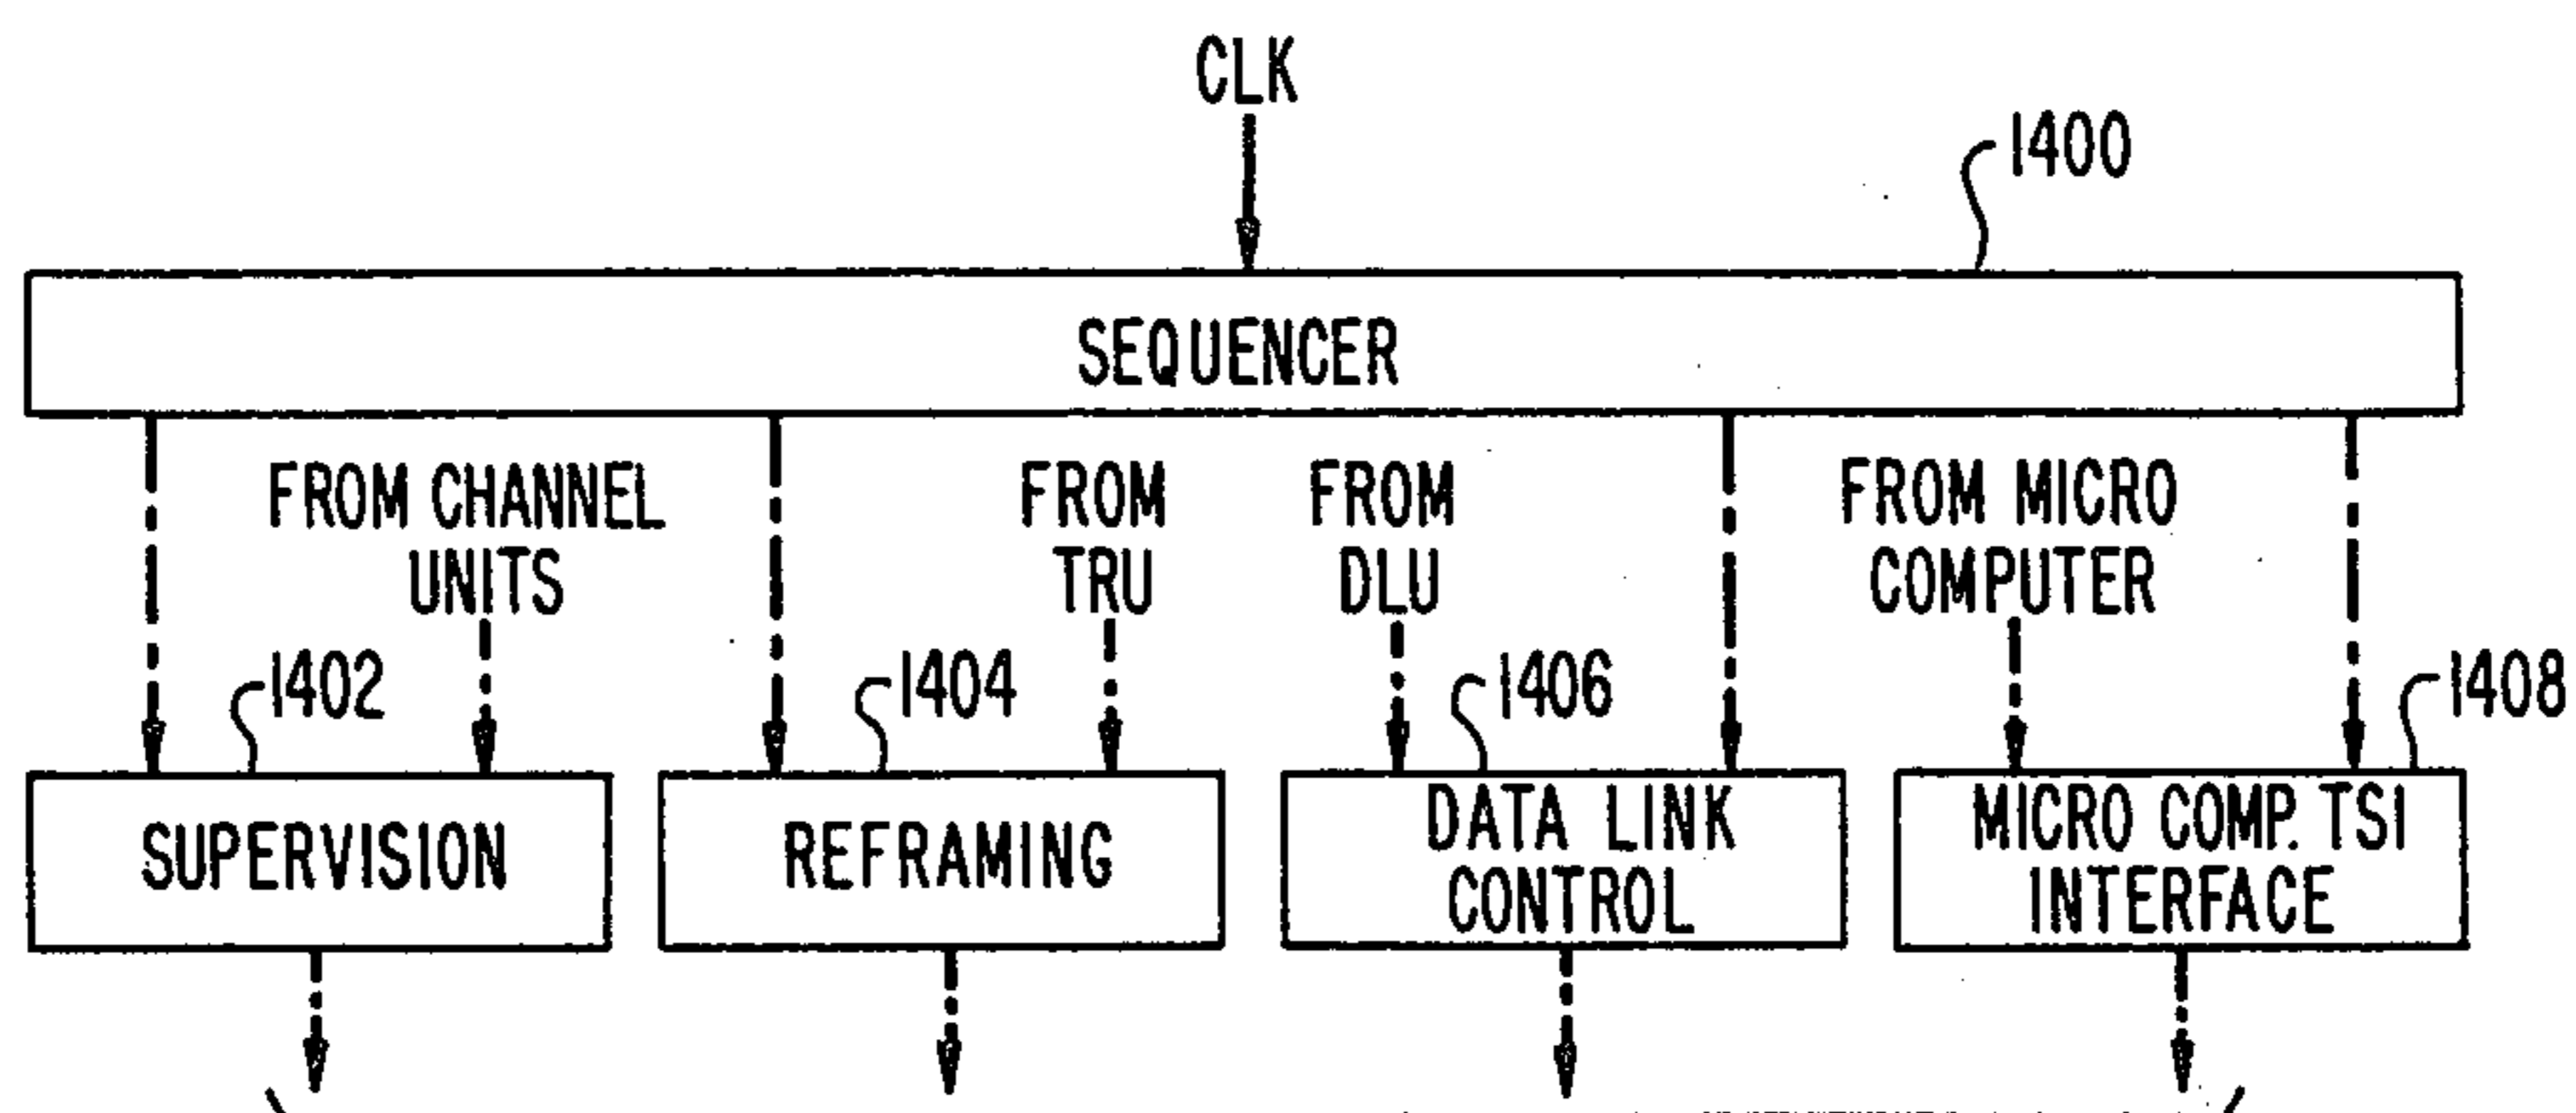 CLK
1400
SEQUENCER
FROM CHANNEL
UNITS
FROM
TRU
FROM
DLU
FROM MICRO
COMPUTER
1402
1404
1406
1408
SUPERVISION
REFRAMING
DATA LINK
CONTROL
MICRO COMP. TSI
INTERFACE